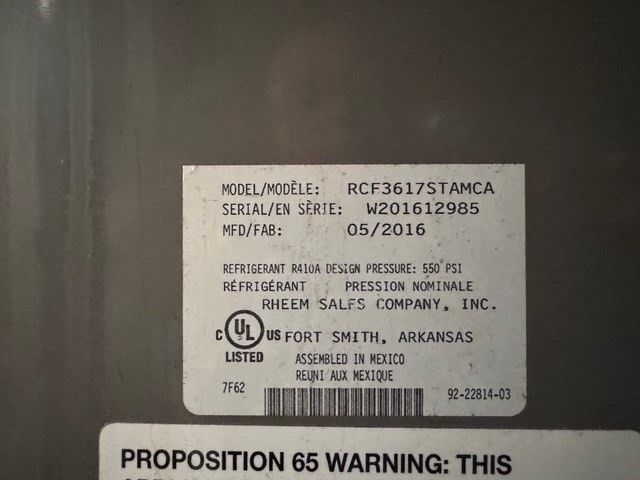 MODEL/MODÈLE: RCF3617STAMCA
SERIAL/EN SÈRIE: W201612985
MFD/FAB: 05/2016
REFRIGERANT R410A DESIGN PRESSURE: 550 PSI
RÉFRIGÉRANT PRESSION NOMINALE
RHEEM SALES COMPANY, INC.
C UL US FORT SMITH, ARKANSAS
LISTED ASSEMBLED IN MEXICO
REUNI AUX MEXIQUE
7F62 92-22814-03
PROPOSITION 65 WARNING: THIS